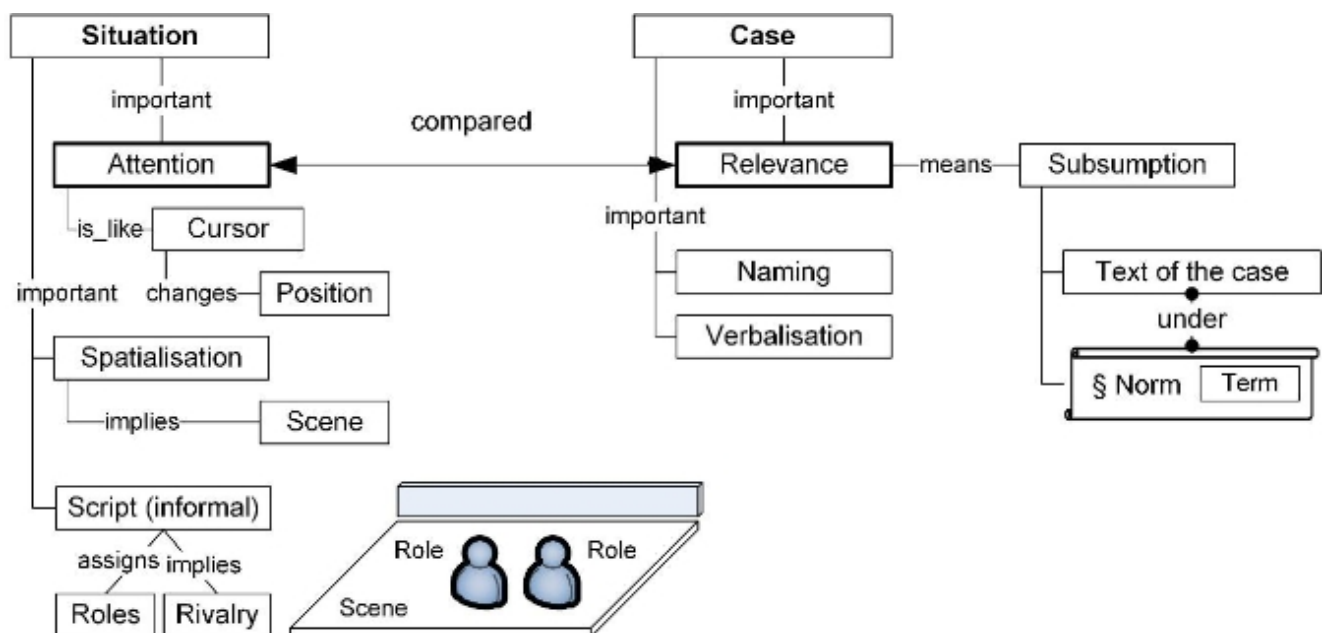 Situation
Case
important
important
compared
Attention
Relevance
means
Subsumption
is_like
Cursor
important
important
changes
Position
Naming
Text of the case
under
Spatialisation
Verbalisation
§ Norm
Term
implies
Scene
Script (informal)
assigns
implies
Roles
Rivalry
Role
Role
Scene